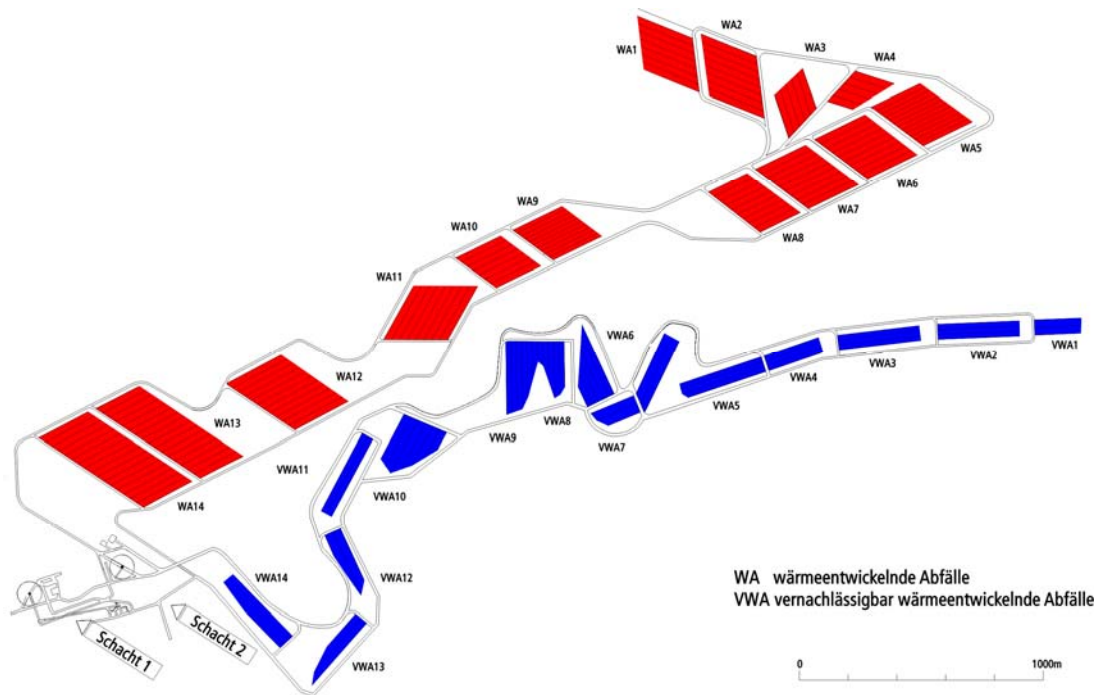 WA1
WA2
WA3
WA4
WA5
WA6
WA7
WA8
WA9
WA10
WA11
WA12
WA13
WA14
VWA1
VWA2
VWA3
VWA4
VWA5
VWA6
VWA7
VWA8
VWA9
VWA10
VWA11
VWA12
VWA13
VWA14
Schacht 1
Schacht 2
WA wärmeentwickelnde Abfälle
VWA vernachlässigbar wärmeentwickelnde Abfälle
0
1000m